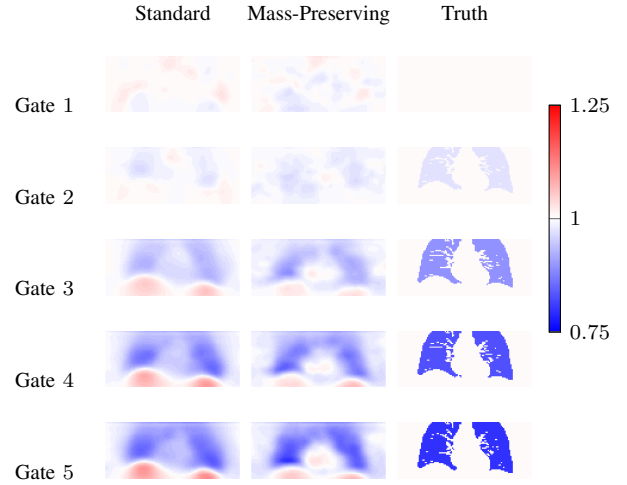 Standard Mass-Preserving Truth
Gate 1
1.25
Gate 2
1
Gate 3
0.75
Gate 4
Gate 5